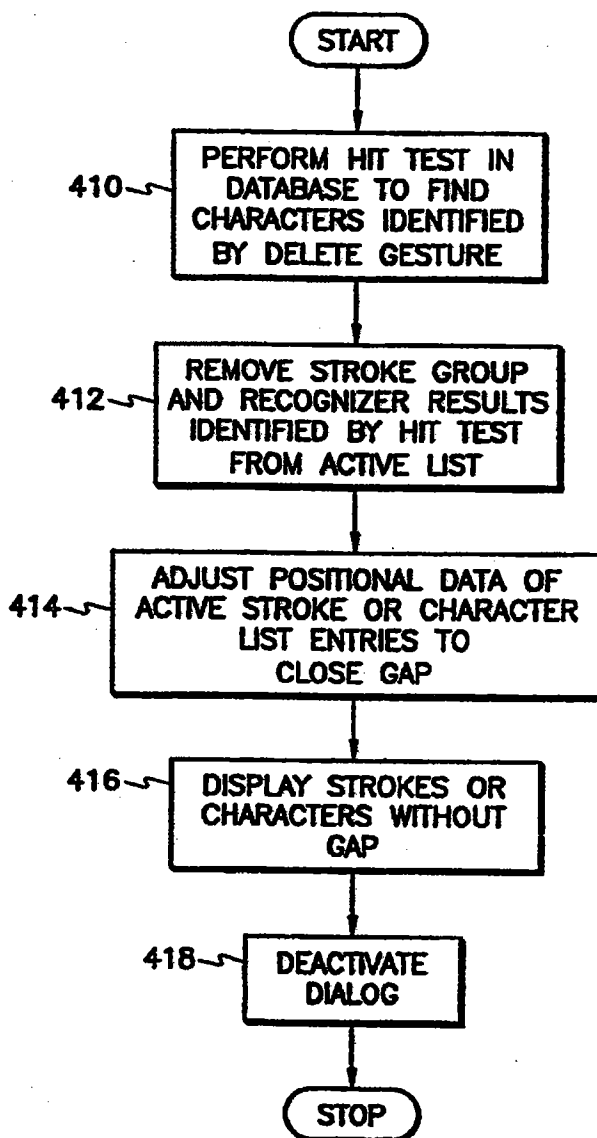 START
PERFORM HIT TEST IN
410
DATABASE TO FIND
CHARACTERS IDENTIFIED
BY DELETE GESTURE
REMOVE STROKE GROUP
412
AND RECOGNIZER RESULTS
IDENTIFIED BY HIT TEST
FROM ACTIVE LIST
ADJUST POSITIONAL DATA OF
414
ACTIVE STROKE OR CHARACTER
LIST ENTRIES TO
CLOSE GAP
416
DISPLAY STROKES OR
CHARACTERS WITHOUT
GAP
418
DEACTIVATE
DIALOG
STOP